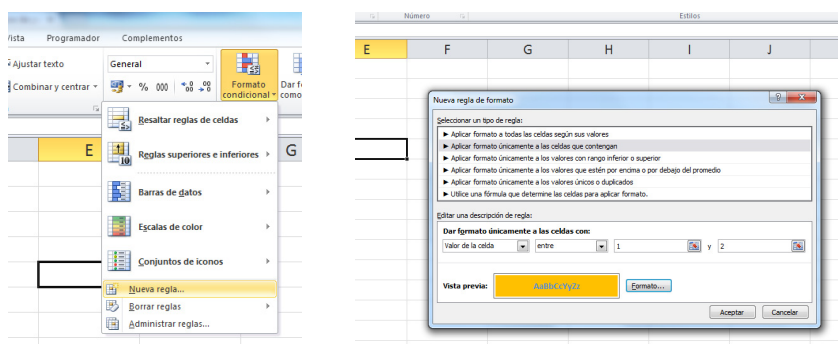 Vista Programador Complementos
Ajustar texto
General
Combinar y centrar
% 000
Formato condicional
Resaltar reglas de celdas
Reglas superiores e inferiores
E
G
Barras de datos
Escalas de color
Conjuntos de iconos
Nueva regla...
Borrar reglas
Administrar reglas...
Número
Estilos
E F G H I J
Nueva regla de formato
Seleccionar un tipo de regla:
► Aplicar formato a todas las celdas según sus valores
► Aplicar formato únicamente a las celdas que contengan
► Aplicar formato únicamente a los valores con rango inferior o superior
► Aplicar formato únicamente a los valores que estén por encima o por debajo del promedio
► Aplicar formato únicamente a los valores únicos o duplicados
► Utilice una fórmula que determine las celdas para aplicar formato.
Editar una descripción de regla:
Dar formato únicamente a las celdas con:
Valor de la celda entre 1 y 2
Vista previa: AaBbCcYyZz Formato...
Aceptar Cancelar